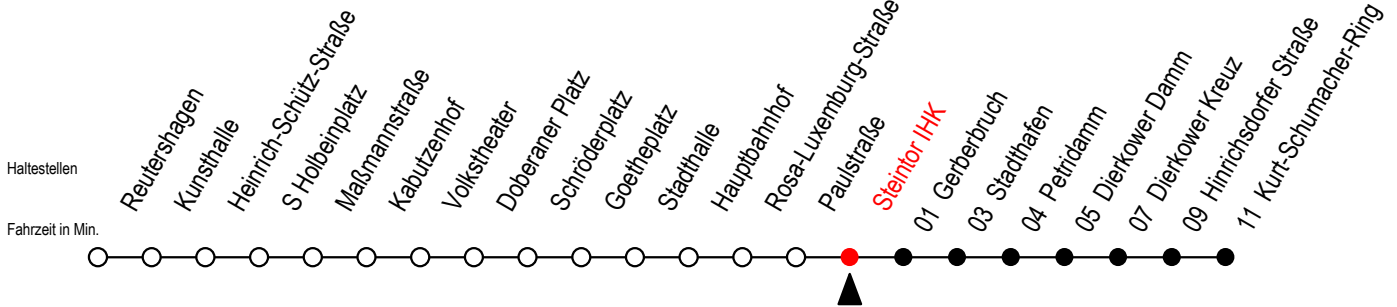 Haltestellen
Reutershagen
Kunsthalle
Heinrich-Schütz-Straße
S Holbeinplatz
Maßmannstraße
Kabutzenhof
Volkstheater
Doberaner Platz
Schröderplatz
Goetheplatz
Stadthalle
Hauptbahnhof
Rosa-Luxemburg-Straße
Paulstraße
Steintor IHK
01 Gerberbruch
03 Stadthafen
04 Petridamm
05 Dierkower Damm
07 Dierkower Kreuz
09 Hinrichsdorfer Straße
11 Kurt-Schumacher-Ring
Fahrzeit in Min.